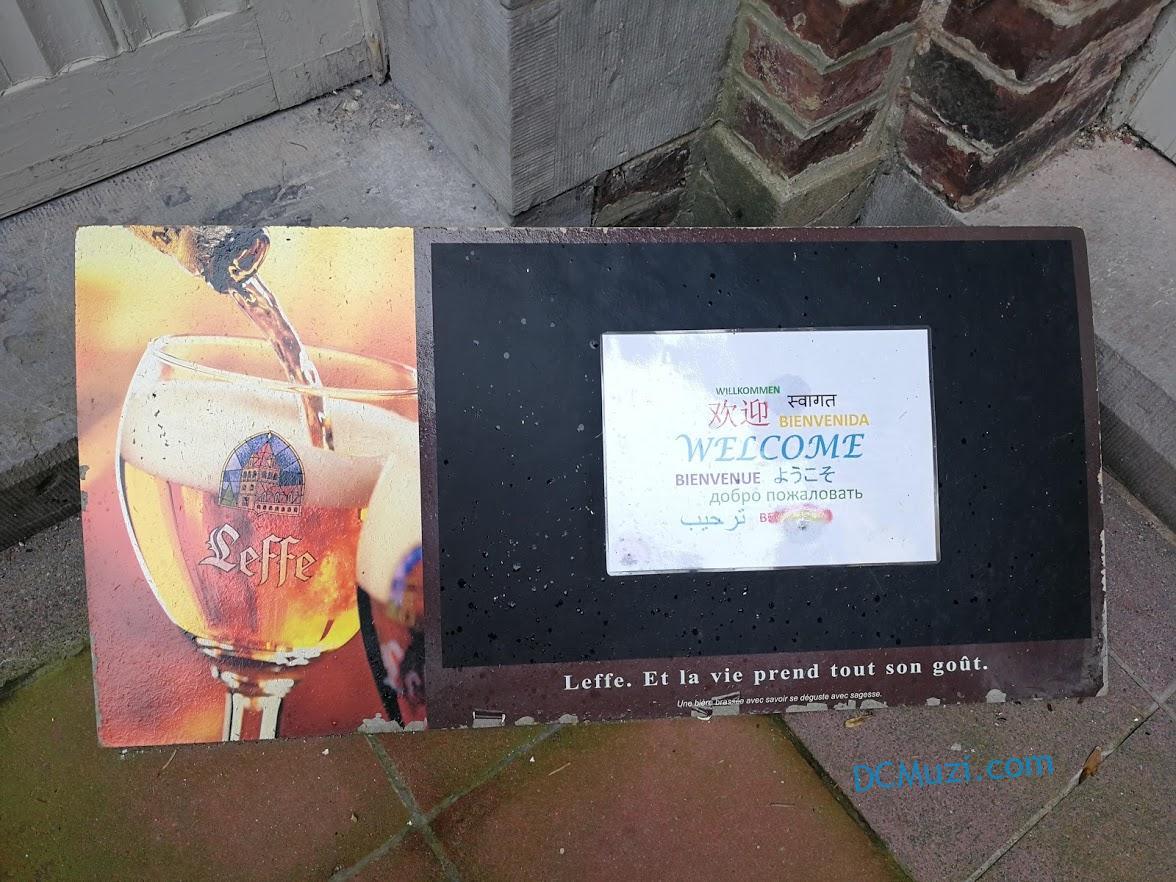 Leffe
WILLKOMMEN
欢迎 स्वागत
BIENVENIDA
WELCOME
BIENVENUE ようこそ
добро пожаловать
ترحيب
Leffe. Et la vie prend tout son goût.
Une bière brassée avec savoir se déguste avec sagesse.
DCMuzi.com